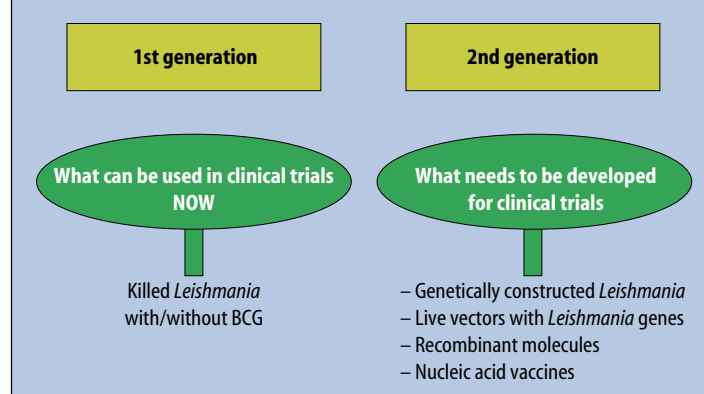 1st generation
What can be used in clinical trials
NOW
Killed Leishmania
with/without BCG
2nd generation
What needs to be developed
for clinical trials
– Genetically constructed Leishmania
– Live vectors with Leishmania genes
– Recombinant molecules
– Nucleic acid vaccines